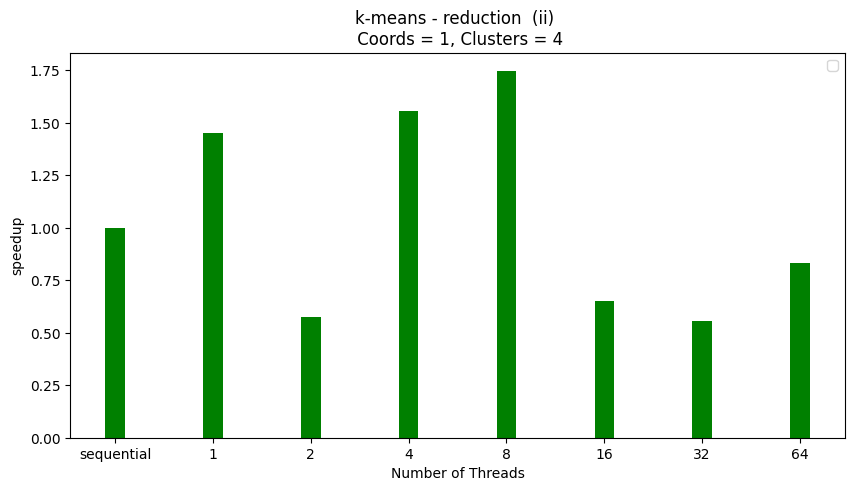 k-means - reduction  (ii)
Coords = 1, Clusters = 4
speedup
1.75
1.50
1.25
1.00
0.75
0.50
0.25
0.00
sequential 1 2 4 8 16 32 64
Number of Threads